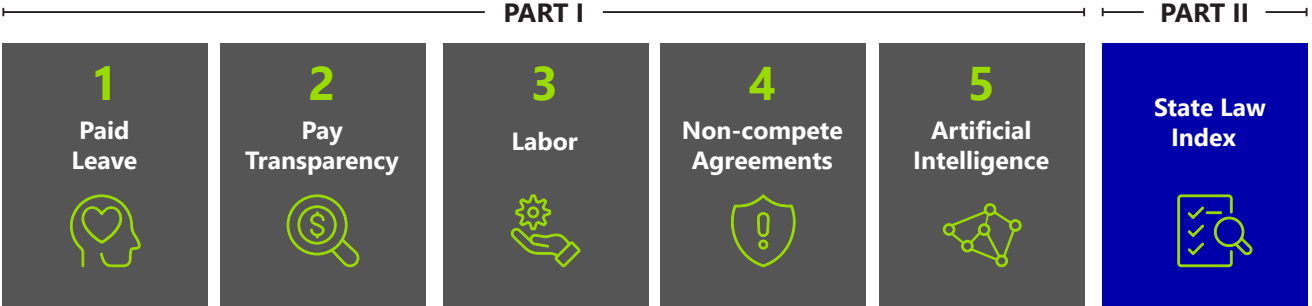 PART I
PART II
1
Paid
Leave
2
Pay
Transparency
$
3
Labor
4
Non-compete
Agreements
5
Artificial
Intelligence
State Law
Index